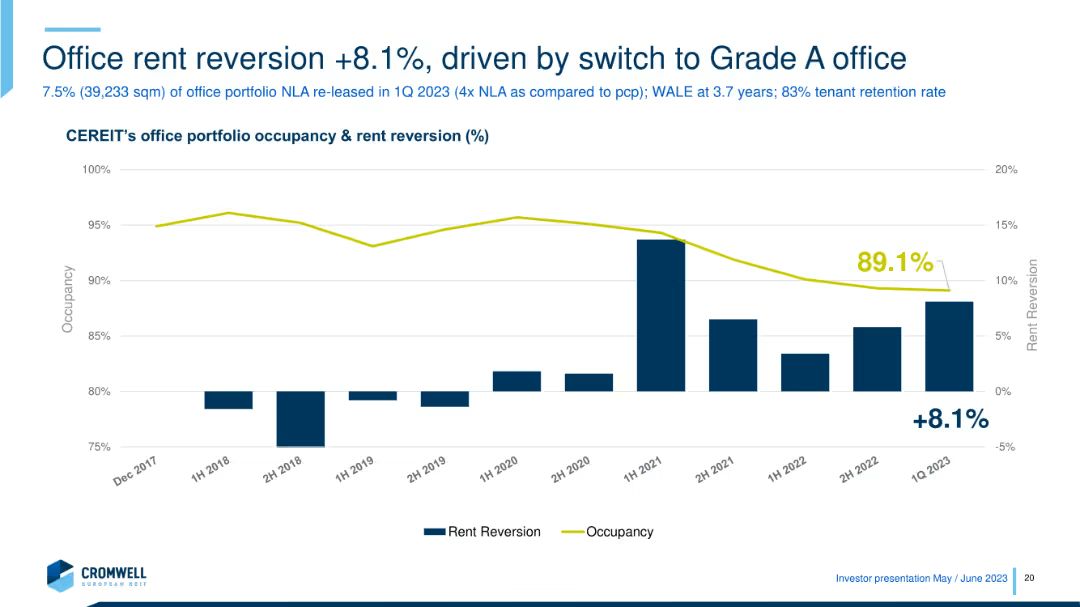 Office rent reversion +8.1%, driven by switch to Grade A office
7.5% (39,233 sqm) of office portfolio NLA re-leased in 1Q 2023 (4x NLA as compared to pcp); WALE at 3.7 years; 83% tenant retention rate
CEREIT's office portfolio occupancy & rent reversion (%)
100%
95%
90%
85%
80%
75%
Occupancy
20%
15%
10%
5%
0%
-5%
Rent Reversion
89.1%
+8.1%
Dec 2017
1H 2018
2H 2018
1H 2019
2H 2019
1H 2020
2H 2020
1H 2021
2H 2021
1H 2022
2H 2022
1Q 2023
Rent Reversion
Occupancy
CROMWELL
EUROPEAN REIT
Investor presentation May / June 2023
20